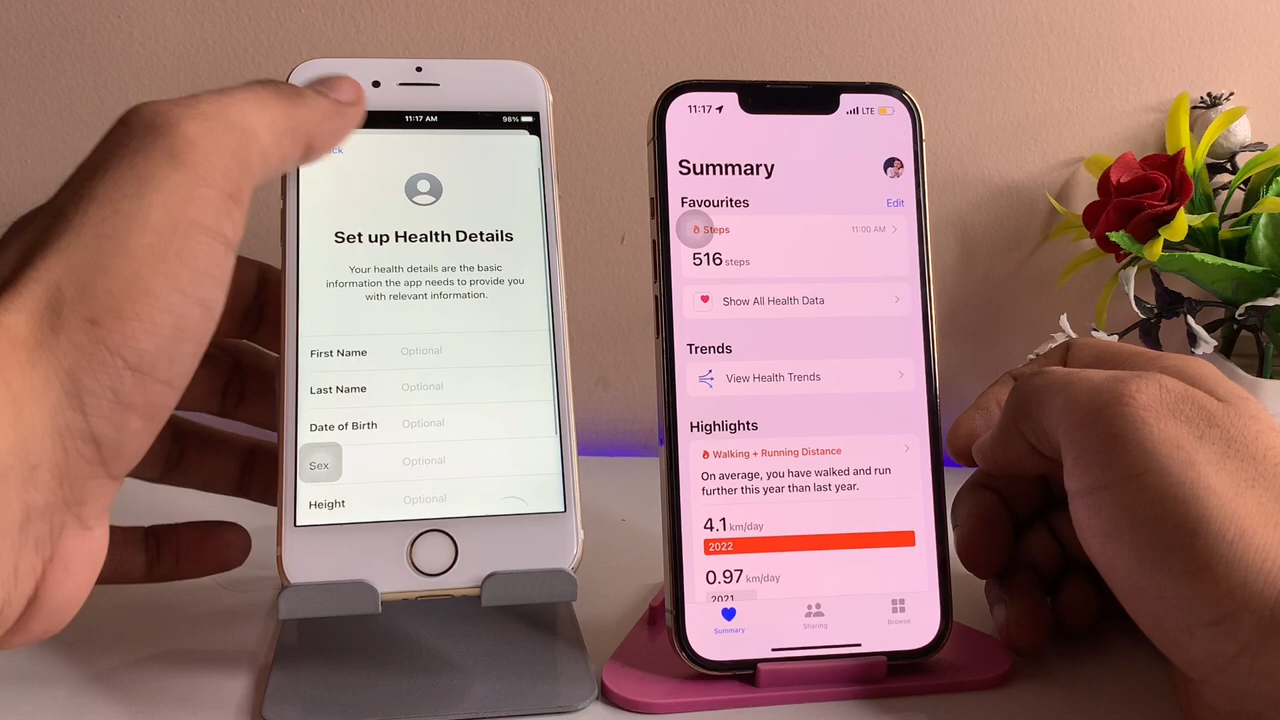 11:17 AM
98%
Set up Health Details
Your health details are the basic
information the app needs to provide you
with relevant information.
First Name Optional
Last Name Optional
Date of Birth Optional
Sex Optional
Height Optional
11:17
LTE
Summary
Favourites
Edit
Steps
11:00 AM
516 steps
Show All Health Data
Trends
View Health Trends
Highlights
Walking + Running Distance
On average, you have walked and run
further this year than last year.
4.1 km/day
2022
0.97 km/day
2021
Summary
Sharing
Browse